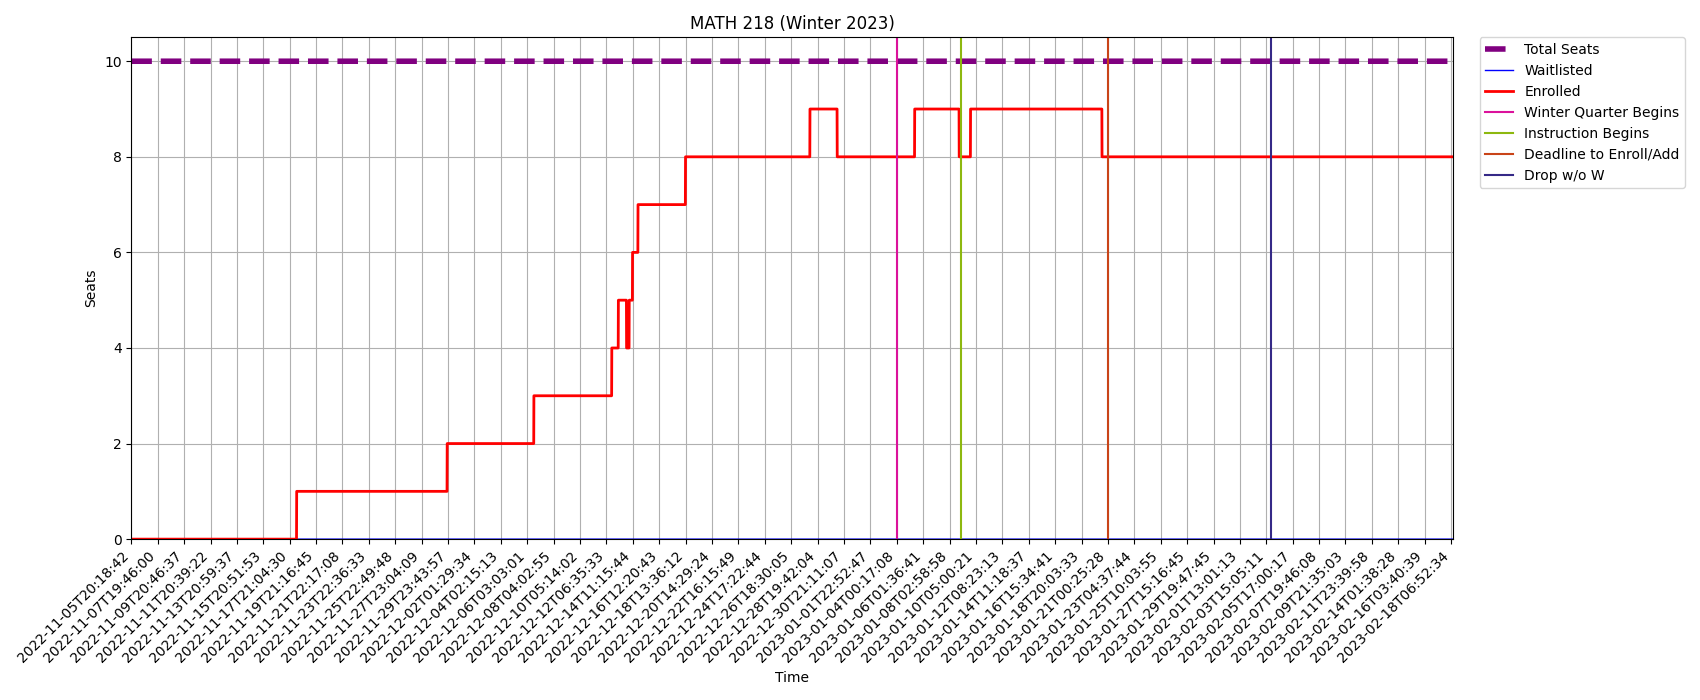 MATH 218 (Winter 2023)
Total Seats
Waitlisted
Enrolled
Winter Quarter Begins
Instruction Begins
Deadline to Enroll/Add
Drop w/o W
Seats
10
8
6
4
2
0
2022-11-05T20:18:42
2022-11-07T19:46:00
2022-11-09T20:46:37
2022-11-11T20:39:22
2022-11-13T20:59:37
2022-11-15T20:51:53
2022-11-17T21:04:30
2022-11-19T21:16:45
2022-11-21T22:17:08
2022-11-23T22:36:33
2022-11-25T22:49:48
2022-11-27T23:04:09
2022-11-29T23:43:57
2022-12-02T01:29:34
2022-12-04T02:15:13
2022-12-06T03:03:01
2022-12-08T04:02:55
2022-12-10T05:14:02
2022-12-12T06:35:33
2022-12-14T11:15:44
2022-12-16T12:20:43
2022-12-18T13:36:12
2022-12-20T14:29:24
2022-12-22T16:15:49
2022-12-24T17:22:44
2022-12-26T18:30:05
2022-12-28T19:42:04
2022-12-30T21:11:07
2023-01-01T22:52:47
2023-01-04T00:17:08
2023-01-06T01:36:41
2023-01-08T02:58:58
2023-01-10T05:00:21
2023-01-12T08:23:13
2023-01-14T11:18:37
2023-01-16T15:34:41
2023-01-18T20:03:33
2023-01-21T00:25:28
2023-01-23T04:37:44
2023-01-25T10:03:55
2023-01-27T15:16:45
2023-01-29T19:47:45
2023-02-01T13:01:13
2023-02-03T15:05:11
2023-02-05T17:00:17
2023-02-07T19:46:08
2023-02-09T21:35:03
2023-02-11T23:39:58
2023-02-14T01:38:28
2023-02-16T03:40:39
2023-02-18T06:52:34
Time